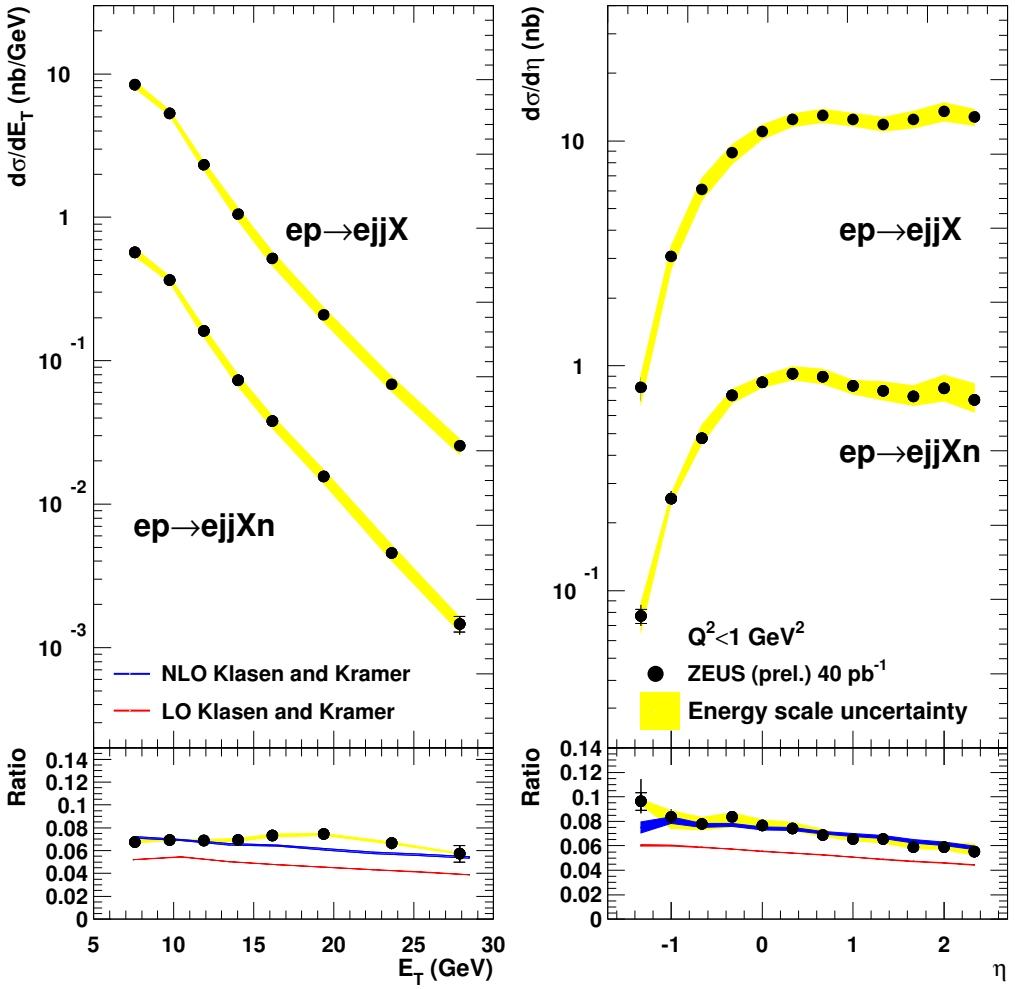 dσ/dE_T (nb/GeV)
10
1
10^-1
10^-2
10^-3
ep→ejjX
ep→ejjXn
NLO Klasen and Kramer
LO Klasen and Kramer
Ratio
0.14
0.12
0.1
0.08
0.06
0.04
0.02
0
5 10 15 20 25 30
E_T (GeV)
dσ/dη (nb)
10
1
10^-1
ep→ejjX
ep→ejjXn
Q^2<1 GeV^2
ZEUS (prel.) 40 pb^-1
Energy scale uncertainty
Ratio
0.14
0.12
0.1
0.08
0.06
0.04
0.02
0
-1 0 1 2
η